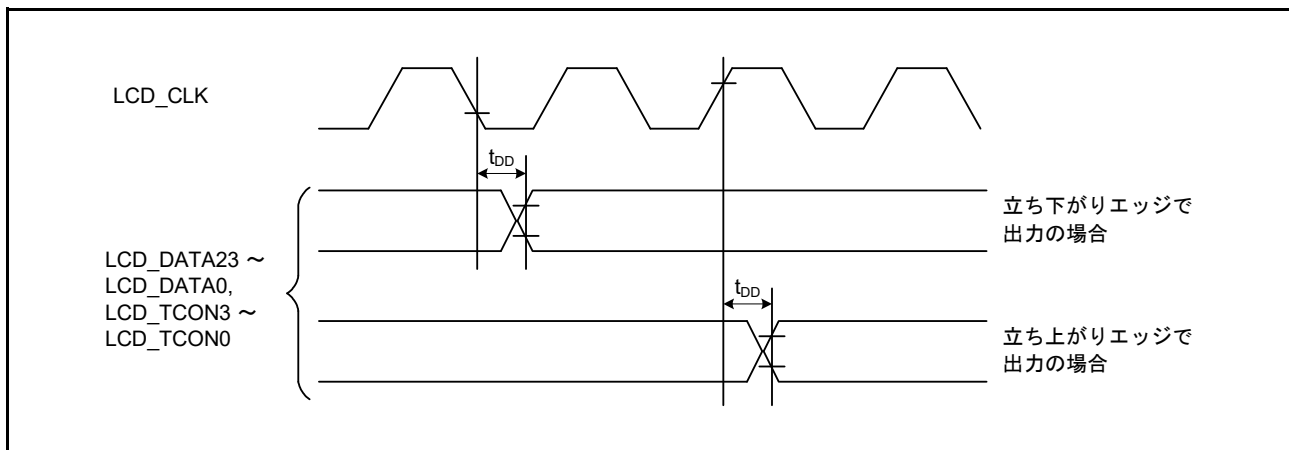 LCD_CLK
tDD
立ち下がりエッジで
出力の場合
LCD_DATA23 ～
LCD_DATA0,
LCD_TCON3 ～
LCD_TCON0
tDD
立ち上がりエッジで
出力の場合